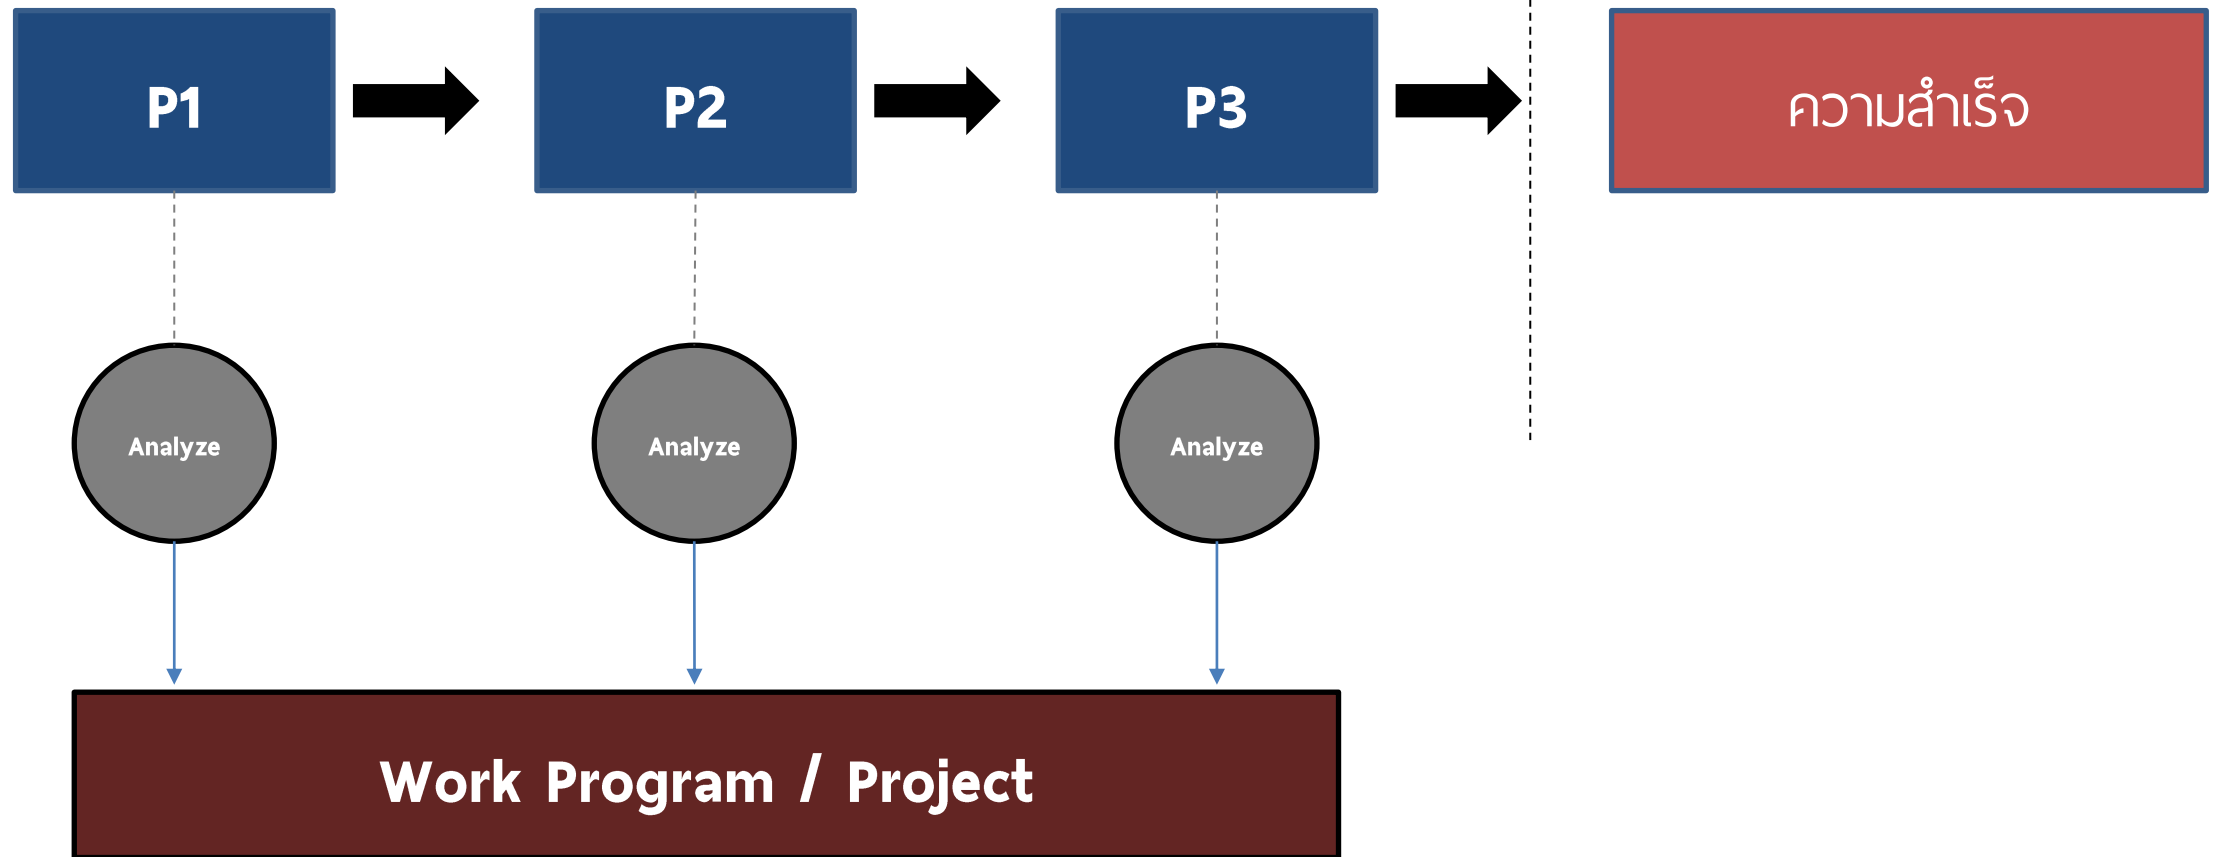 P1
P2
P3
ความสำเร็จ
Analyze
Analyze
Analyze
Work Program / Project